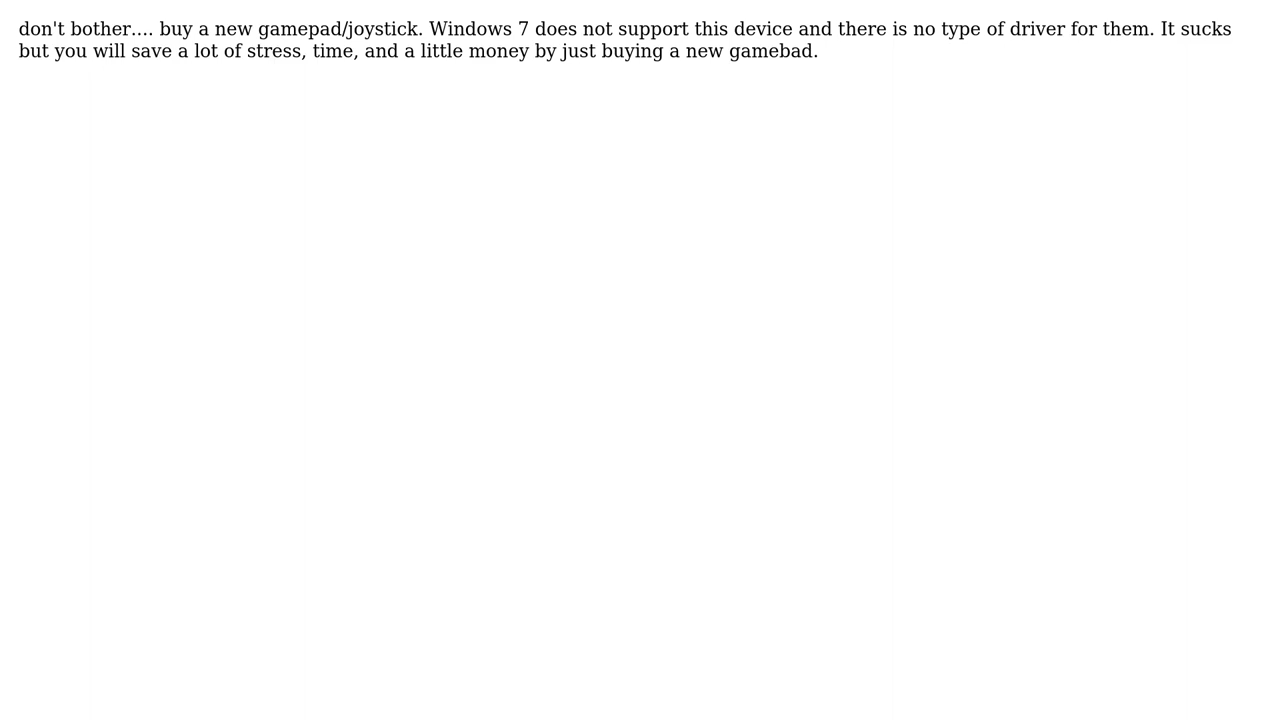 don't bother.... buy a new gamepad/joystick. Windows 7 does not support this device and there is no type of driver for them. It sucks
but you will save a lot of stress, time, and a little money by just buying a new gamebad.